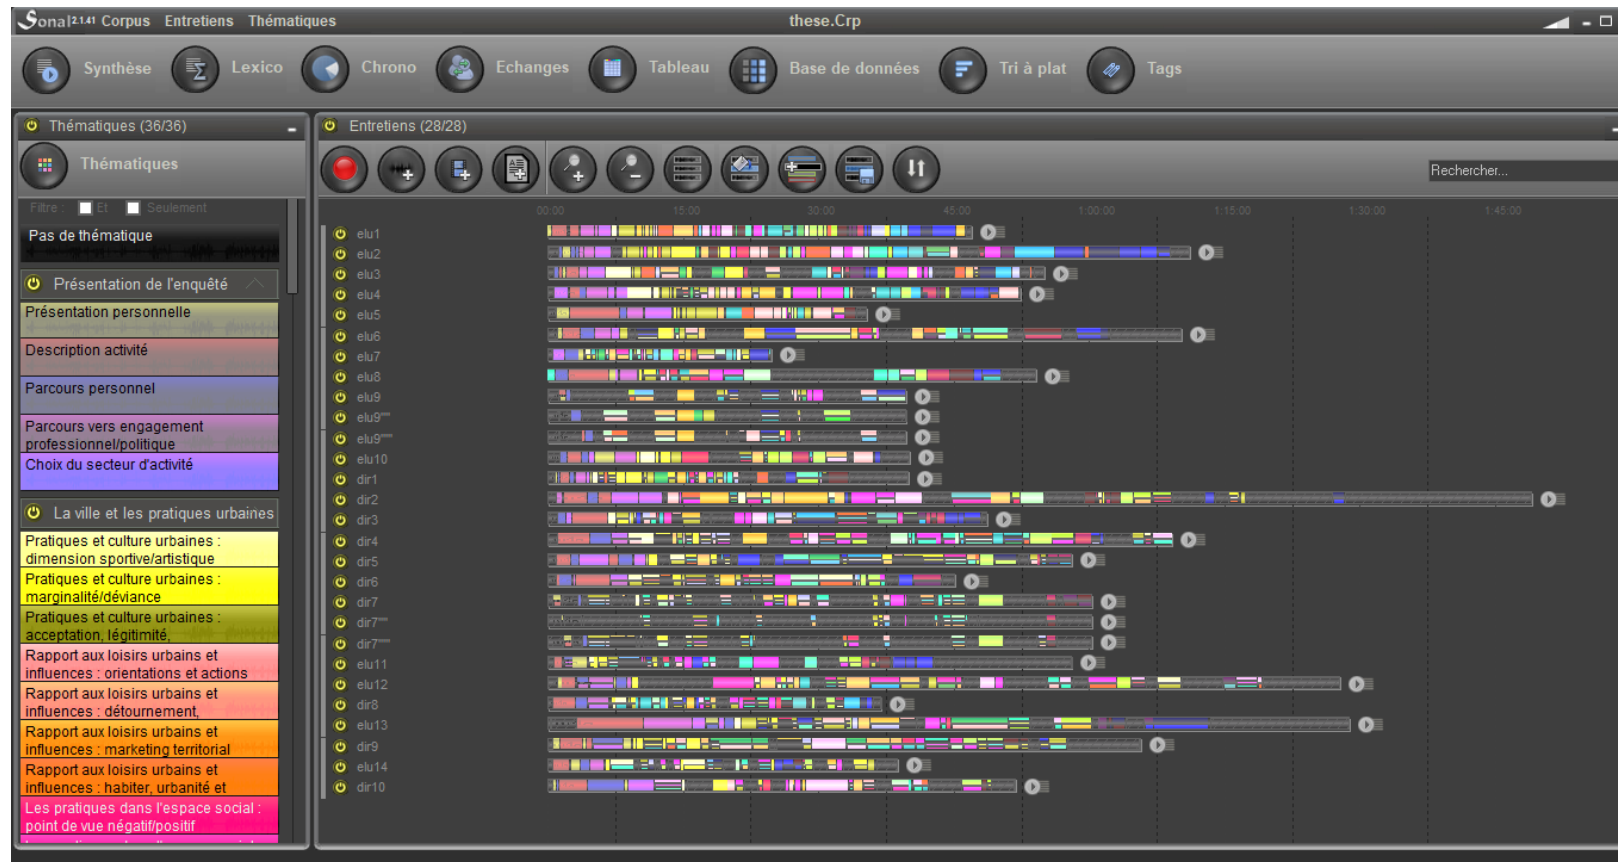 Sonal 2.1.41 Corpus Entretiens Thématiques these.Crp
Synthèse Lexico Chrono Echanges Tableau Base de données Tri à plat Tags
Thématiques (36/36)
Thématiques
Filtre : Et Seulement
Pas de thématique
Présentation de l'enquêté
Présentation personnelle
Description activité
Parcours personnel
Parcours vers engagement
professionnel/politique
Choix du secteur d'activité
La ville et les pratiques urbaines
Pratiques et culture urbaines :
dimension sportive/artistique
Pratiques et culture urbaines :
marginalité/déviance
Pratiques et culture urbaines :
acceptation, légitimité,
Rapport aux loisirs urbains et
influences : orientations et actions
Rapport aux loisirs urbains et
influences : détournement,
Rapport aux loisirs urbains et
influences : marketing territorial
Rapport aux loisirs urbains et
influences : habiter, urbanité et
Les pratiques dans l'espace social :
point de vue négatif/positif
Entretiens (28/28)
Rechercher...
00:00 15:00 30:00 45:00 1:00:00 1:15:00 1:30:00 1:45:00
elu1
elu2
elu3
elu4
elu5
elu6
elu7
elu8
elu9
elu9
elu9
elu10
dir1
dir2
dir3
dir4
dir5
dir6
dir7
dir7
dir7
elu11
elu12
dir8
elu13
dir9
elu14
dir10